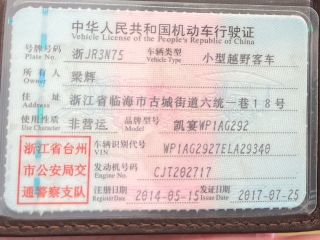 中华人民共和国机动车行驶证
Vehicle License of the People's Republic of China
号牌号码 浙JR3N75 车辆类型 小型越野客车
Plate No. Vehicle Type
所有人 梁辉
Owner
住址 浙江省临海市古城街道六统一巷18号
Address
使用性质 非营运 品牌型号 凯宴WP1AG292
Use Character Model
浙江省台州 车辆识别代号 WP1AG2927ELA29340
VIN
市公安局交 发动机号码 CJT202717
Engine No.
通警察支队 注册日期 2014-05-15 发证日期 2017-07-25
Register Date Issue Date